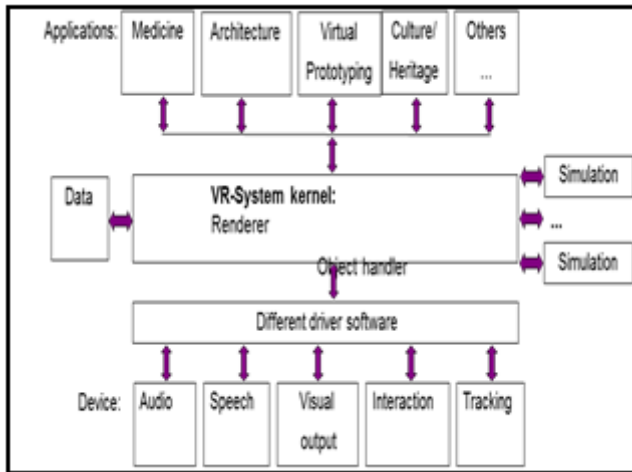 Applications:
Medicine
Architecture
Virtual
Prototyping
Culture/
Heritage
Others
...
Data
VR-System kernel:
Renderer
Object handler
Simulation
...
Simulation
Different driver software
Device:
Audio
Speech
Visual
output
Interaction
Tracking